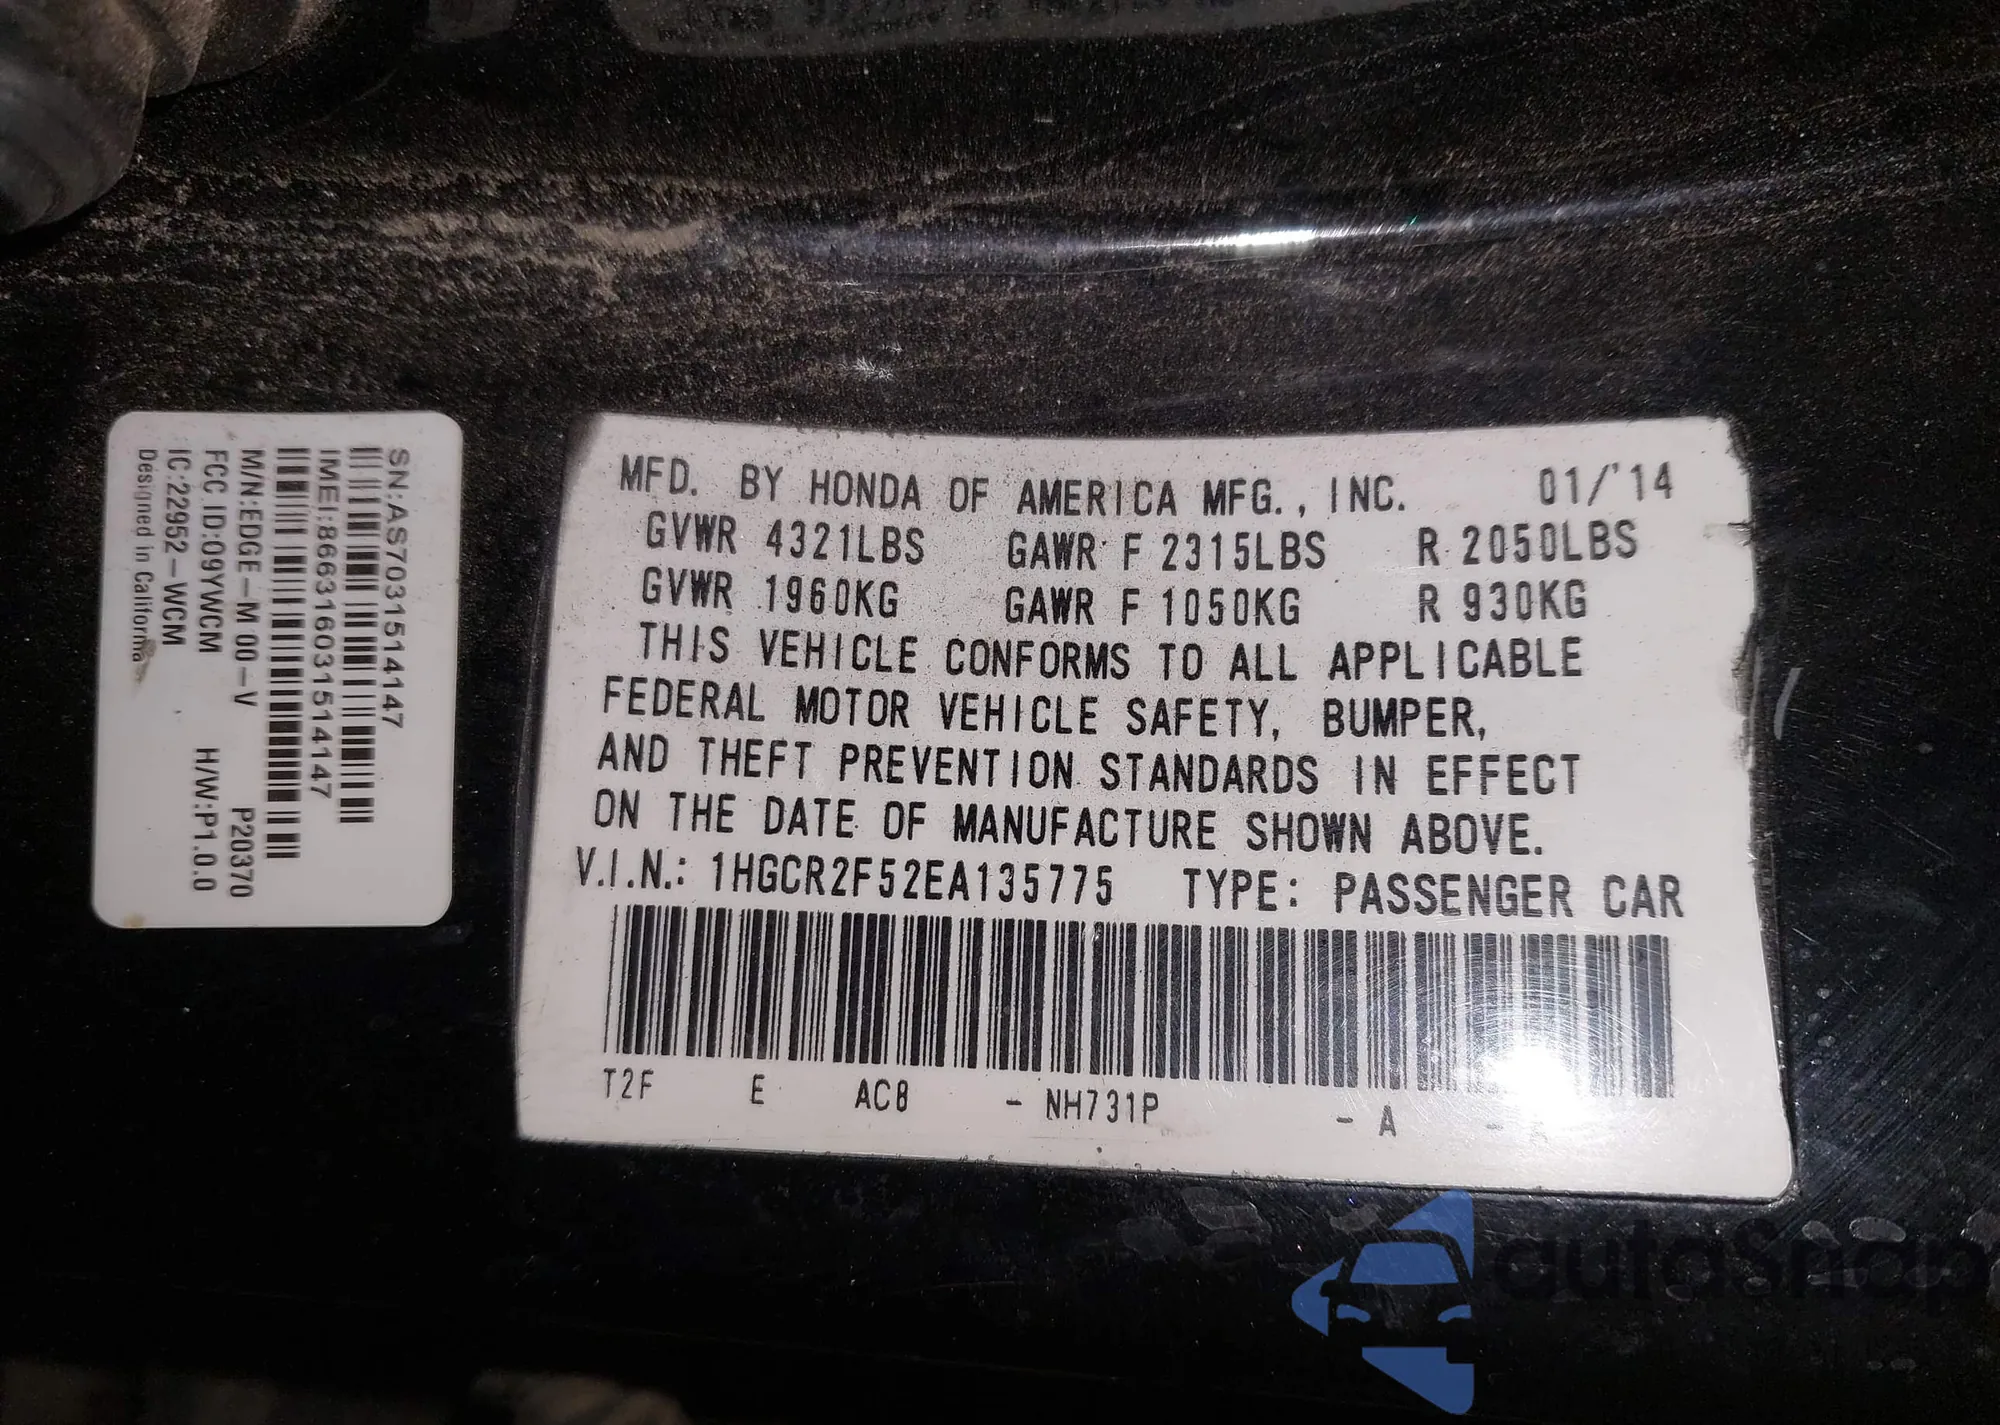 SN:AS7031514147
IMEI:866316031514147
M/N:EDGE-M 00-V P20370
FCC ID:09YWCM
IC:22952-WCM H/W:P1.0.0
Designed in California
MFD. BY HONDA OF AMERICA MFG., INC. 01/'14
GVWR 4321LBS GAWR F 2315LBS R 2050LBS
GVWR 1960KG GAWR F 1050KG R 930KG
THIS VEHICLE CONFORMS TO ALL APPLICABLE
FEDERAL MOTOR VEHICLE SAFETY, BUMPER,
AND THEFT PREVENTION STANDARDS IN EFFECT
ON THE DATE OF MANUFACTURE SHOWN ABOVE.
V.I.N.: 1HGCR2F52EA135775 TYPE: PASSENGER CAR
T2F E AC8 - NH731P - A -
autoSnap